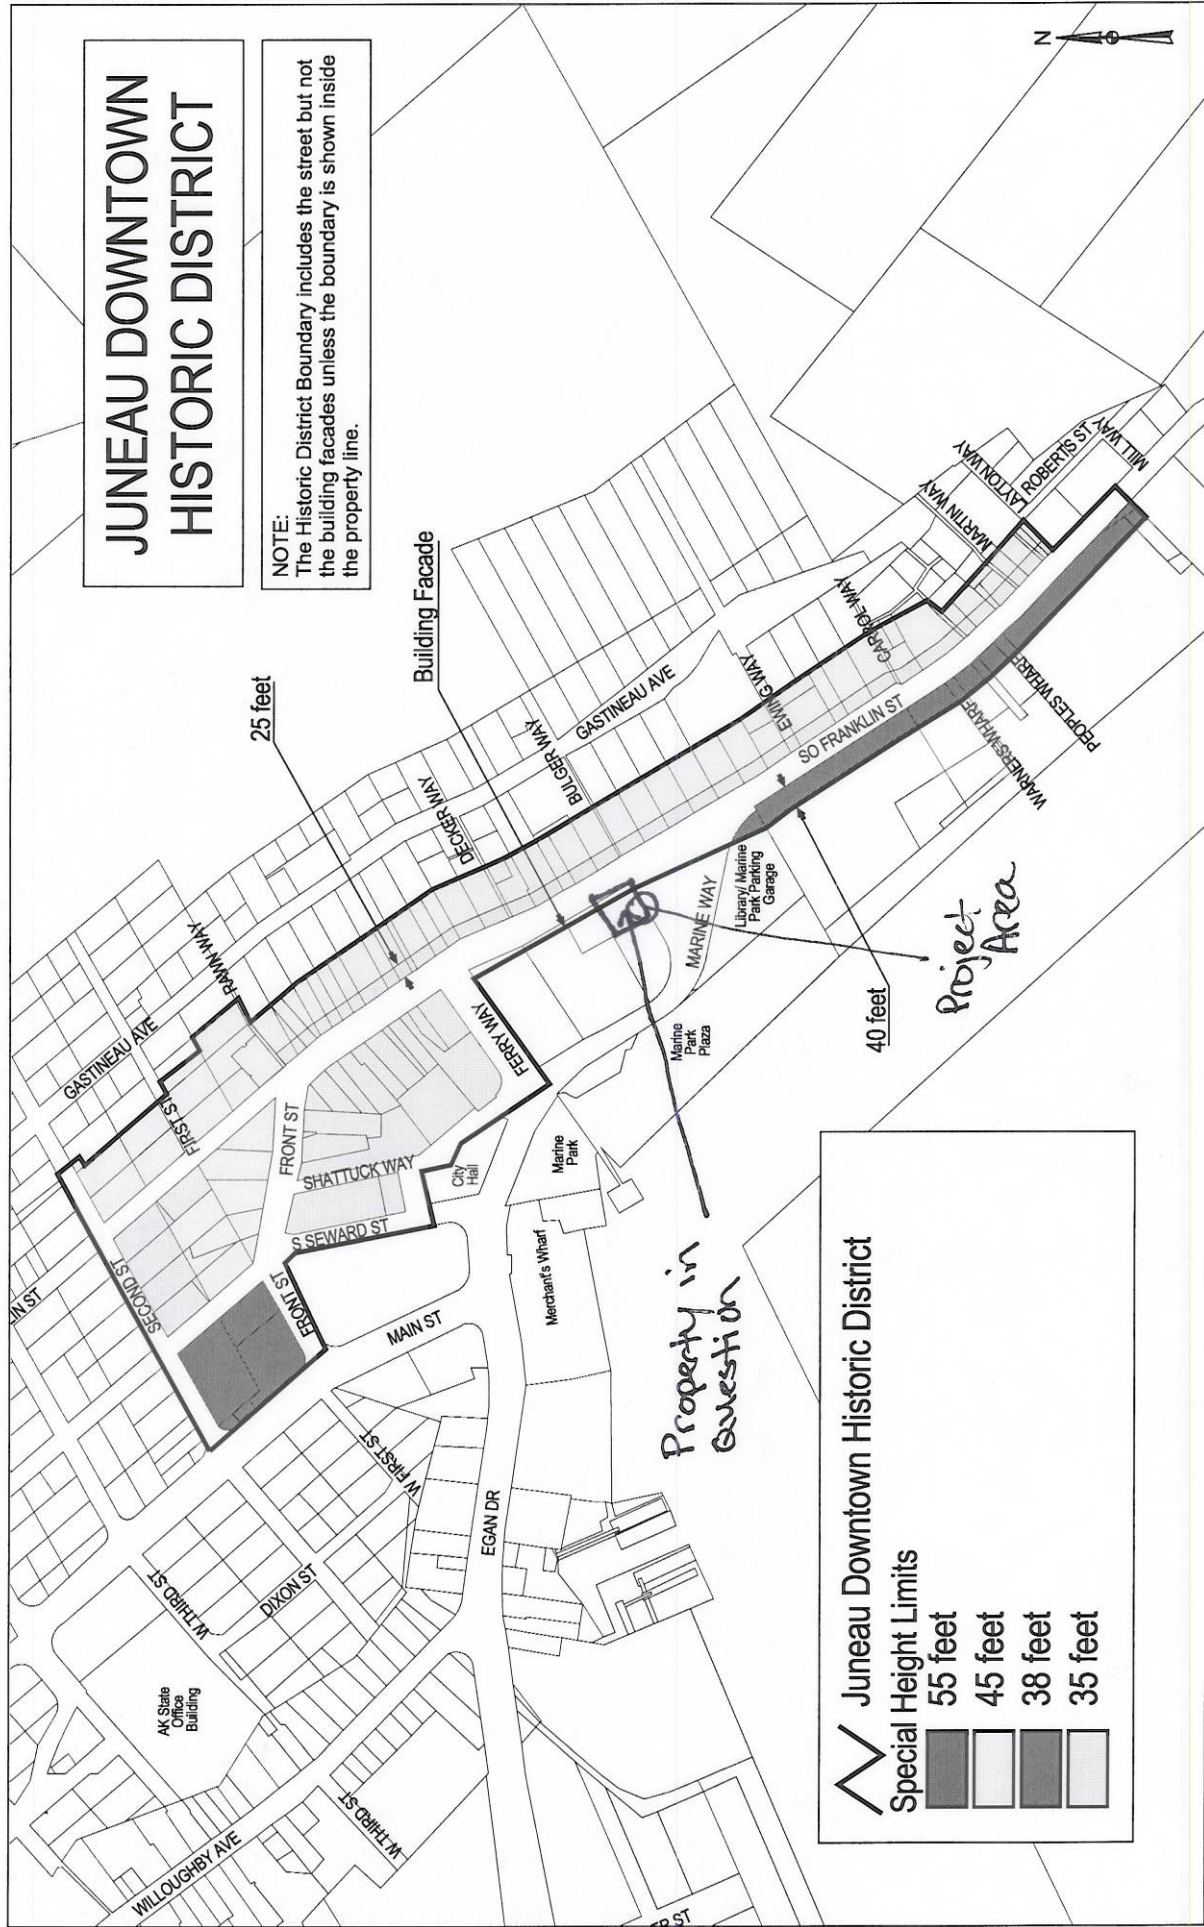 JUNEAU DOWNTOWN
HISTORIC DISTRICT
NOTE:
The Historic District Boundary includes the street but not
the building facades unless the boundary is shown inside
the property line.
N
25 feet
Building Facade
GASTINEAU AVE
RAWN WAY
DECKER WAY
BULGER WAY
GASTINEAU AVE
EWING WAY
CARROL WAY
MARTIN WAY
LAYTON WAY
ROBERTS ST
MILL WAY
FIRST ST
SECOND ST
IN ST
FRONT ST
SHATTUCK WAY
S SEWARD ST
FRONT ST
FERRY WAY
SO FRANKLIN ST
MAIN ST
City
Hall
Marine
Park
Marine
Park
Plaza
MARINE WAY
Library/ Marine
Park Parking
Garage
WARNERS WHARF
PEOPLES WHARF
40 feet
Project
Area
Property in
Question
Merchant's Wharf
EGAN DR
W FIRST ST
DIXON ST
W THIRD ST
AK State
Office
Building
W THIRD ST
WILLOUGHBY AVE
ER ST
Juneau Downtown Historic District
Special Height Limits
55 feet
45 feet
38 feet
35 feet